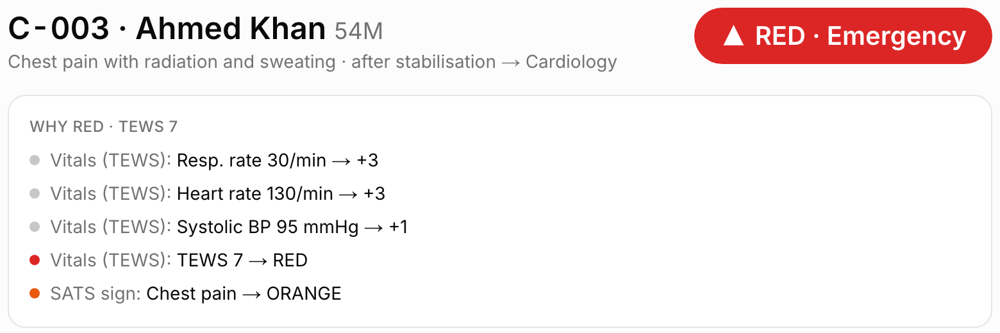 C-003 · Ahmed Khan 54M
▲ RED · Emergency
Chest pain with radiation and sweating · after stabilisation → Cardiology
WHY RED · TEWS 7
Vitals (TEWS): Resp. rate 30/min → +3
Vitals (TEWS): Heart rate 130/min → +3
Vitals (TEWS): Systolic BP 95 mmHg → +1
Vitals (TEWS): TEWS 7 → RED
SATS sign: Chest pain → ORANGE